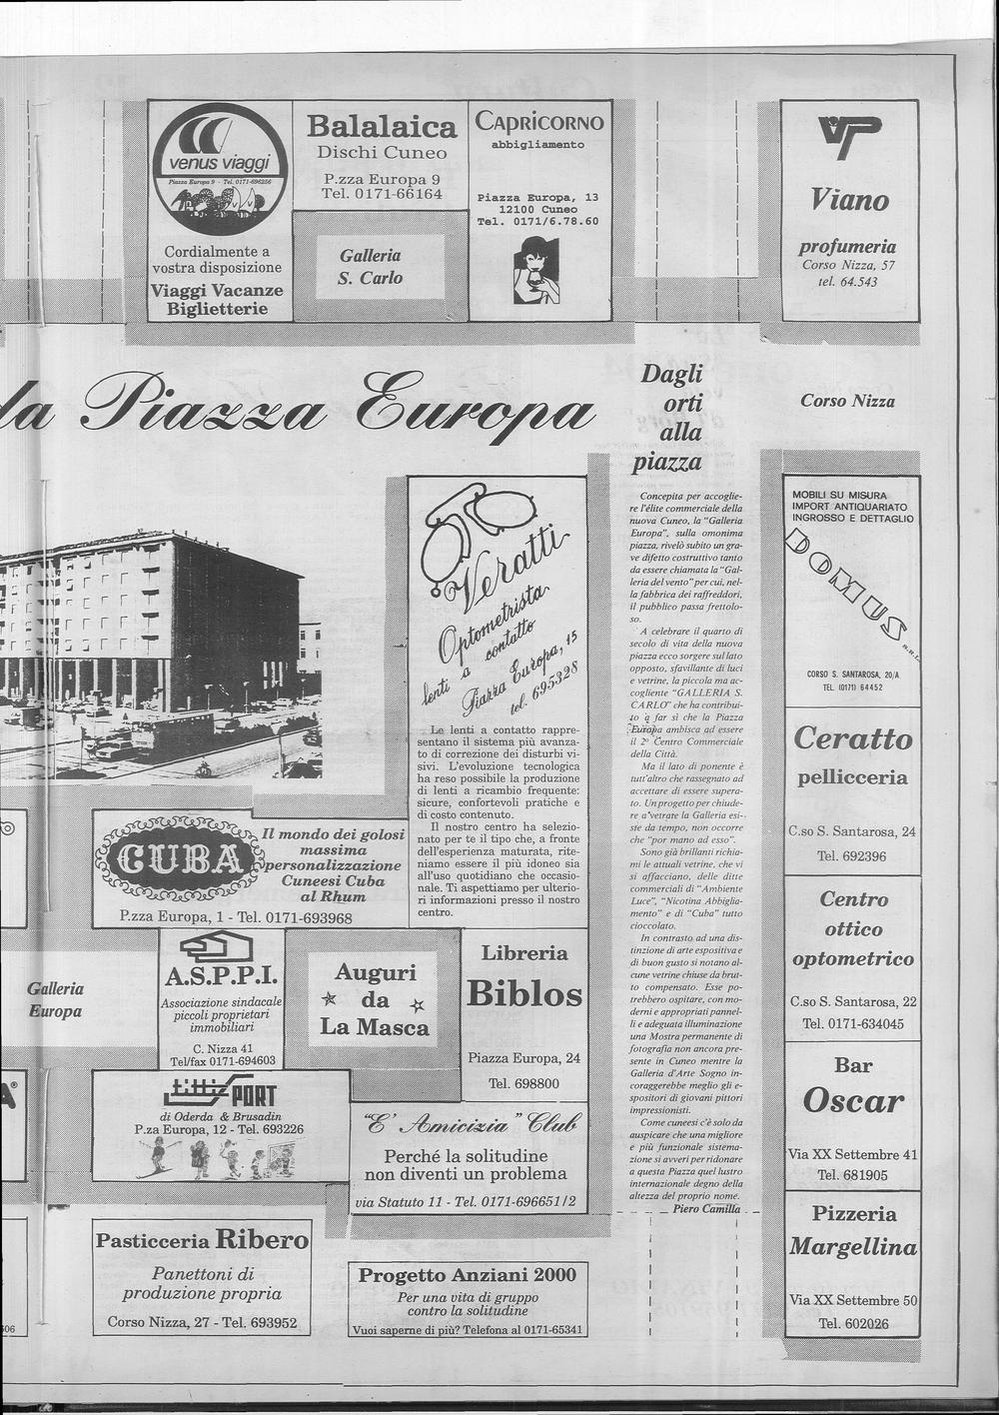 venus viaggi
Piazza Europa 9 - Tel. 0171-696256
Cordialmente a
vostra disposizione
Viaggi Vacanze
Biglietterie
Balalaica
Dischi Cuneo
P.zza Europa 9
Tel. 0171-66164
Galleria
S. Carlo
CAPRICORNO
abbigliamento
Piazza Europa, 13
12100 Cuneo
Tel. 0171/6.78.60
VP
Viano
profumeria
Corso Nizza, 57
tel. 64.543
da Piazza Europa
Dagli
orti
alla
piazza
Concepita per accoglie-
re l'élite commerciale della
nuova Cuneo, la "Galleria
Europa", sulla omonima
piazza, rivelò subito un gra-
ve difetto costruttivo tanto
da essere chiamata la "Gal-
leria del vento" per cui, nel-
la fabbrica dei raffreddori,
il pubblico passa frettolo-
so.
A celebrare il quarto di
secolo di vita della nuova
piazza ecco sorgere sul lato
opposto, sfavillante di luci
e vetrine, la piccola ma ac-
cogliente "GALLERIA S.
CARLO" che ha contribui-
to a far sì che la Piazza
Europa ambisca ad essere
il 2° Centro Commerciale
della Città.
Ma il lato di ponente è
tutt'altro che rassegnato ad
accettare di essere supera-
to. Un progetto per chiude-
re a vetrate la Galleria esi-
ste da tempo, non occorre
che "por mano ad esso".
Sono già brillanti richia-
mi le attuali vetrine, che vi
si affacciano, delle ditte
commerciali di "Ambiente
Luce", "Nicotina Abbiglia-
mento" e di "Cuba" tutto
cioccolato.
In contrasto ad una dis-
tinzione di arte espositiva e
di buon gusto si notano al-
cune vetrine chiuse da brut-
to compensato. Esse po-
trebbero ospitare, con mo-
derni e appropriati pannel-
li e adeguata illuminazione
una Mostra permanente di
fotografia non ancora pre-
sente in Cuneo mentre la
Galleria d'Arte Sogno in-
coraggerebbe meglio gli e-
spositori di giovani pittori
impressionisti.
Come cuneesi c'è solo da
auspicare che una migliore
e più funzionale sistema-
zione si avveri per ridonare
a questa Piazza quel lustro
internazionale degno della
altezza del proprio nome.
Piero Camilla
Corso Nizza
MOBILI SU MISURA
IMPORT ANTIQUARIATO
INGROSSO E DETTAGLIO
DOMUS
S.R.L.
CORSO S. SANTAROSA, 20/A
TEL. (0171) 64452
Ceratto
pellicceria
C.so S. Santarosa, 24
Tel. 692396
Centro
ottico
optometrico
C.so S. Santarosa, 22
Tel. 0171-634045
Bar
Oscar
Via XX Settembre 41
Tel. 681905
Pizzeria
Margellina
Via XX Settembre 50
Tel. 602026
Veratti
Optometrista
lenti a contatto
Piazza Europa, 15
tel. 695328
Le lenti a contatto rappre-
sentano il sistema più avanza-
to di correzione dei disturbi vi-
sivi. L'evoluzione tecnologica
ha reso possibile la produzione
di lenti a ricambio frequente:
sicure, confortevoli pratiche e
di costo contenuto.
Il nostro centro ha selezio-
nato per te il tipo che, a fronte
dell'esperienza maturata, rite-
niamo essere il più idoneo sia
all'uso quotidiano che occasio-
nale. Ti aspettiamo per ulterio-
ri informazioni presso il nostro
centro.
CUBA
Il mondo dei golosi
massima
personalizzazione
Cuneesi Cuba
al Rhum
P.zza Europa, 1 - Tel. 0171-693968
Galleria
Europa
A.S.P.P.I.
Associazione sindacale
piccoli proprietari
immobiliari
C. Nizza 41
Tel/fax 0171-694603
Auguri
da
La Masca
Libreria
Biblos
Piazza Europa, 24
Tel. 698800
PORT
di Oderda & Brusadin
P.za Europa, 12 - Tel. 693226
"E' Amicizia" Club
Perché la solitudine
non diventi un problema
via Statuto 11 - Tel. 0171-696651/2
Pasticceria Ribero
Panettoni di
produzione propria
Corso Nizza, 27 - Tel. 693952
Progetto Anziani 2000
Per una vita di gruppo
contro la solitudine
Vuoi saperne di più? Telefona al 0171-65341